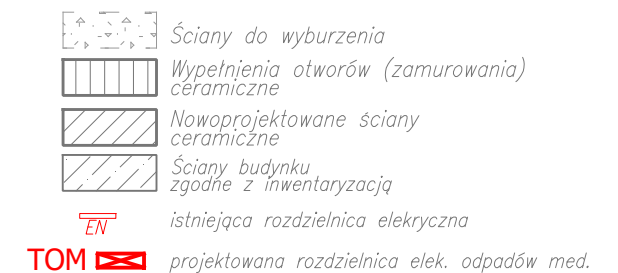 Ściany do wyburzenia
Wypełnienia otworów (zamurowania)
ceramiczne
Nowoprojektowane ściany
ceramiczne
Ściany budynku
zgodne z inwentaryzacją
EN istniejąca rozdzielnica elekryczna
TOM projektowana rozdzielnica elek. odpadów med.